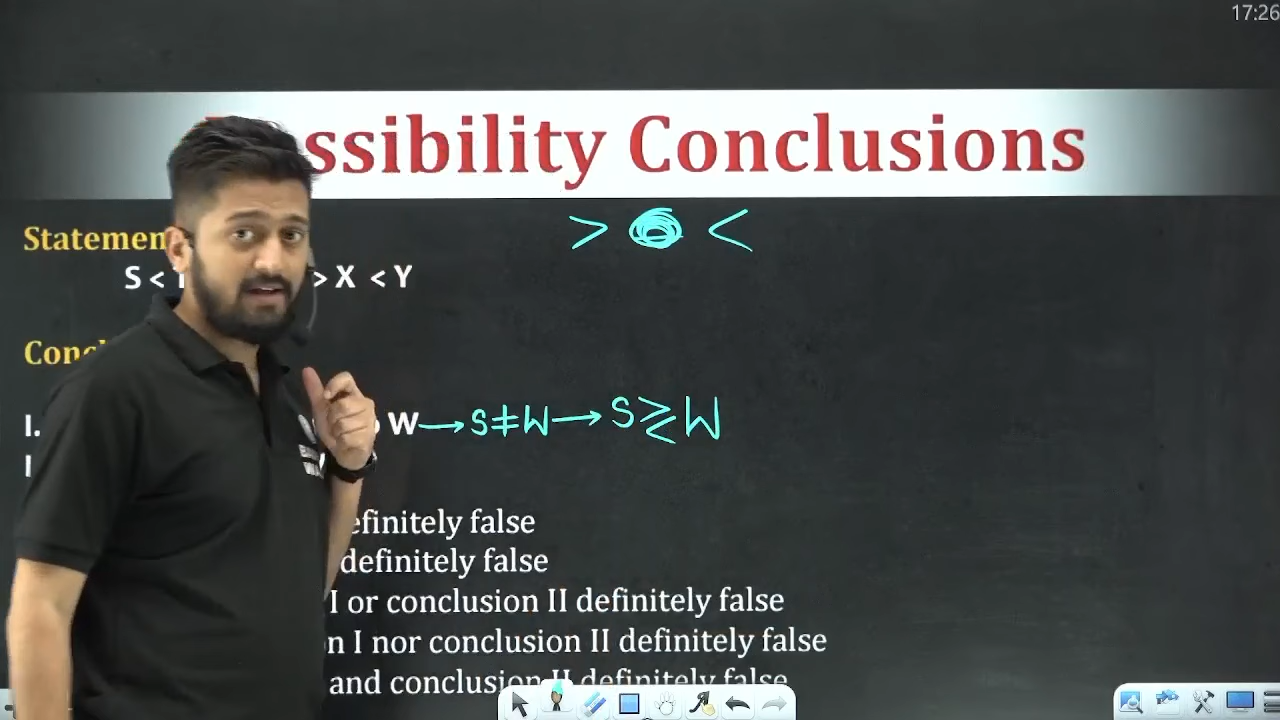 17:26
ssibility Conclusions
> <
Statemen
S <
> X < Y
Conc
I.
W → S ≠ W → S ≷ W
efinitely false
definitely false
I or conclusion II definitely false
n I nor conclusion II definitely false
and conclusion II definitely false